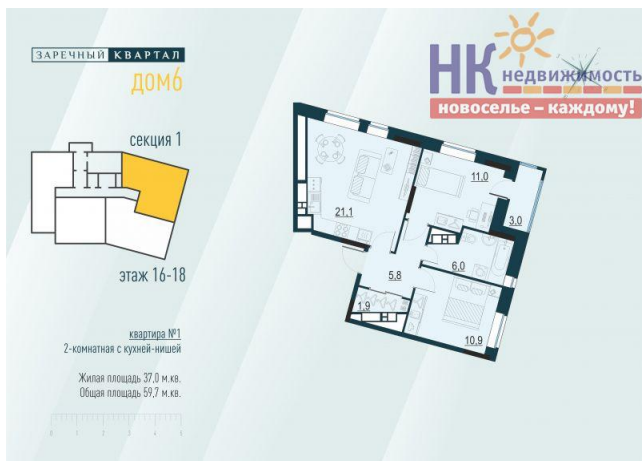 ЗАРЕЧНЫЙ КВАРТАЛ
дом6
секция 1
этаж 16-18
квартира №1
2-комнатная с кухней-нишей
Жилая площадь 37,0 м.кв.
Общая площадь 59,7 м.кв.
0 1 2 3 4 5
НК недвижимость
новоселье – каждому!
11.0
21.1
3.0
6.0
5.8
1.9
10.9